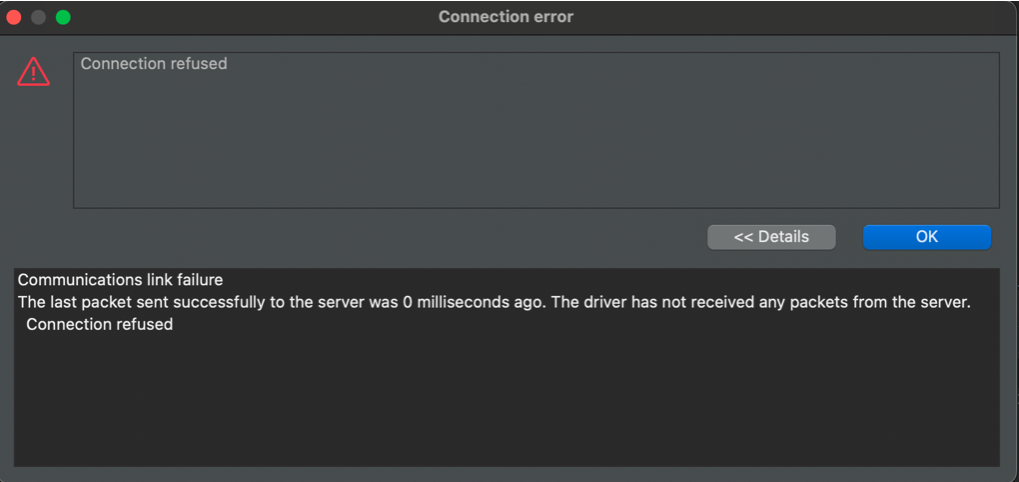 Connection error
Connection refused
<< Details
OK
Communications link failure
The last packet sent successfully to the server was 0 milliseconds ago. The driver has not received any packets from the server.
Connection refused